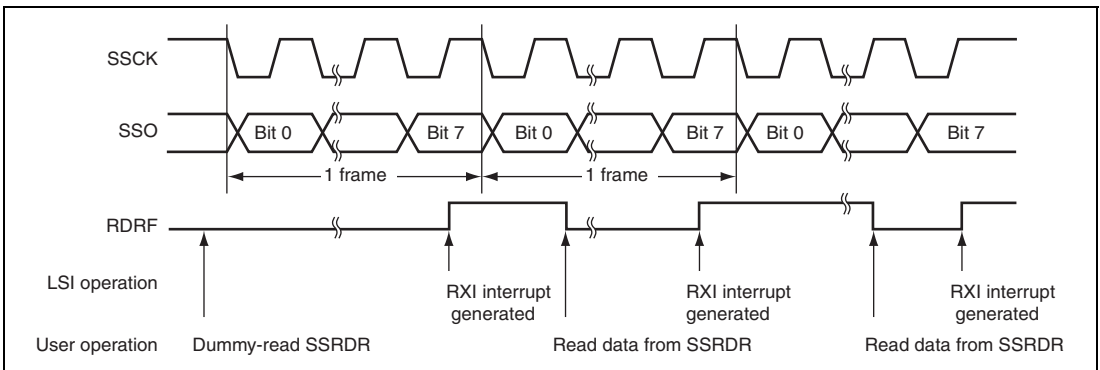 SSCK
SSO Bit 0 Bit 7 Bit 0 Bit 7 Bit 0 Bit 7
1 frame 1 frame
RDRF
LSI operation RXI interrupt generated RXI interrupt generated RXI interrupt generated
User operation Dummy-read SSRDR Read data from SSRDR Read data from SSRDR